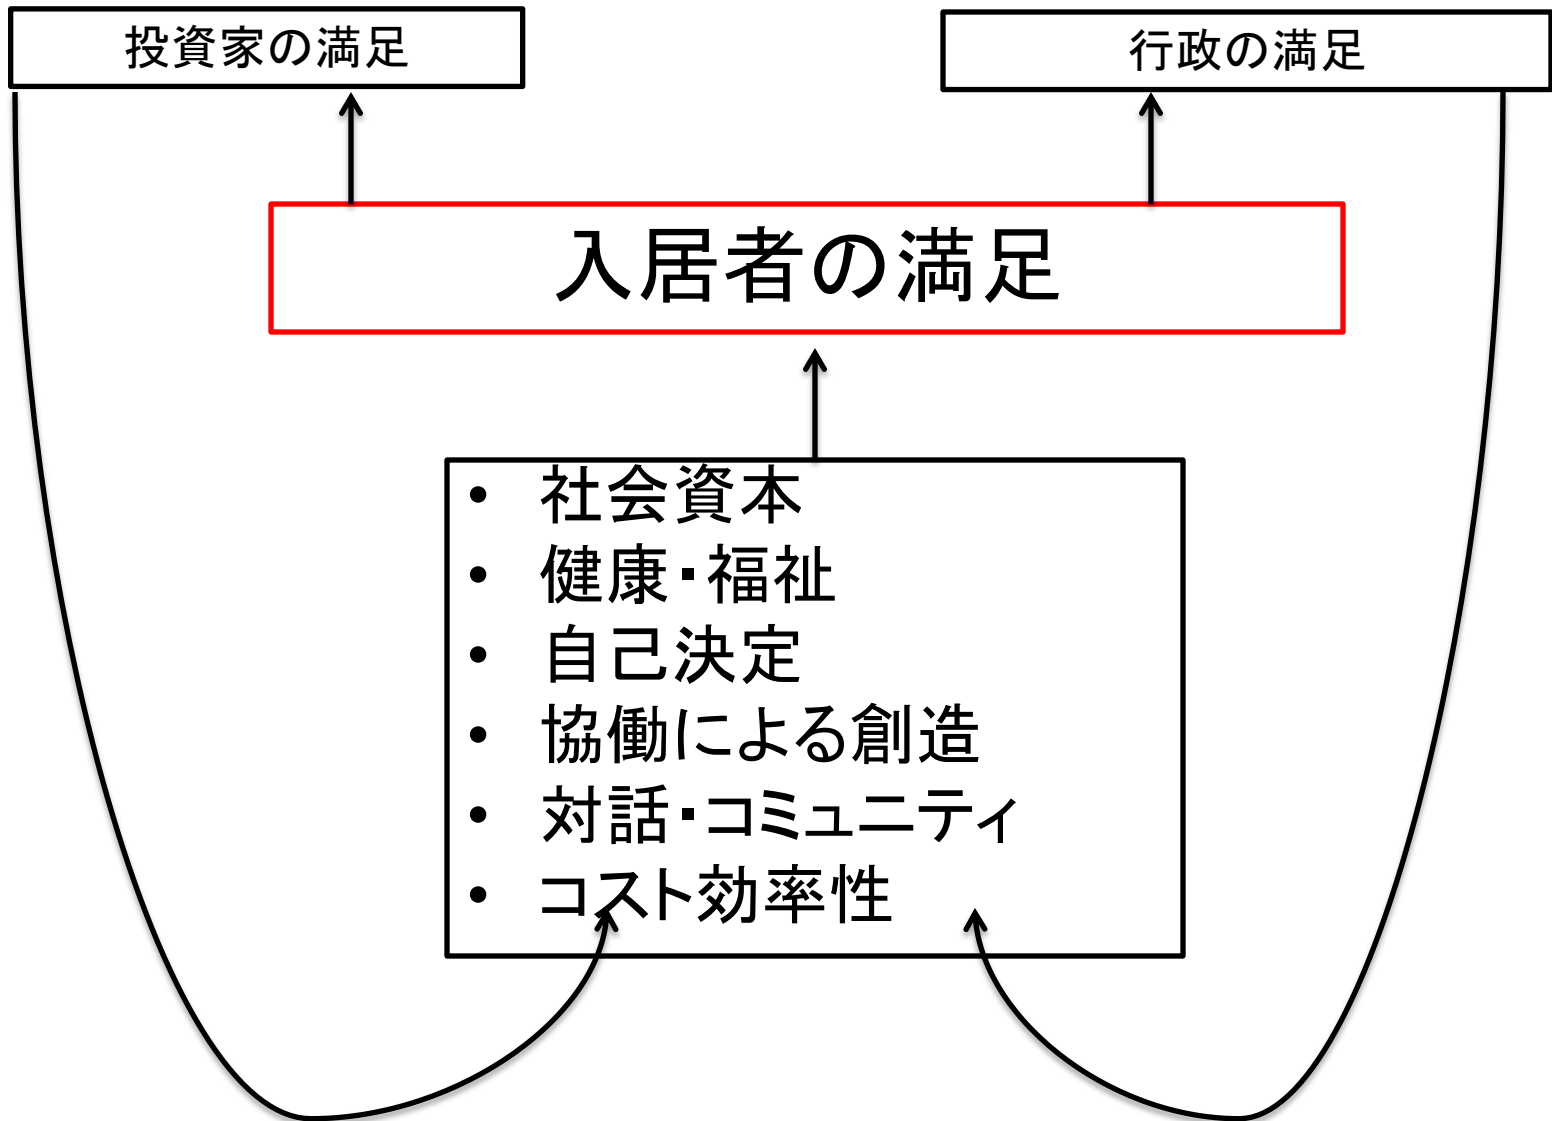 投資家の満足
行政の満足
入居者の満足
• 社会資本
• 健康・福祉
• 自己決定
• 協働による創造
• 対話・コミュニティ
• コスト効率性